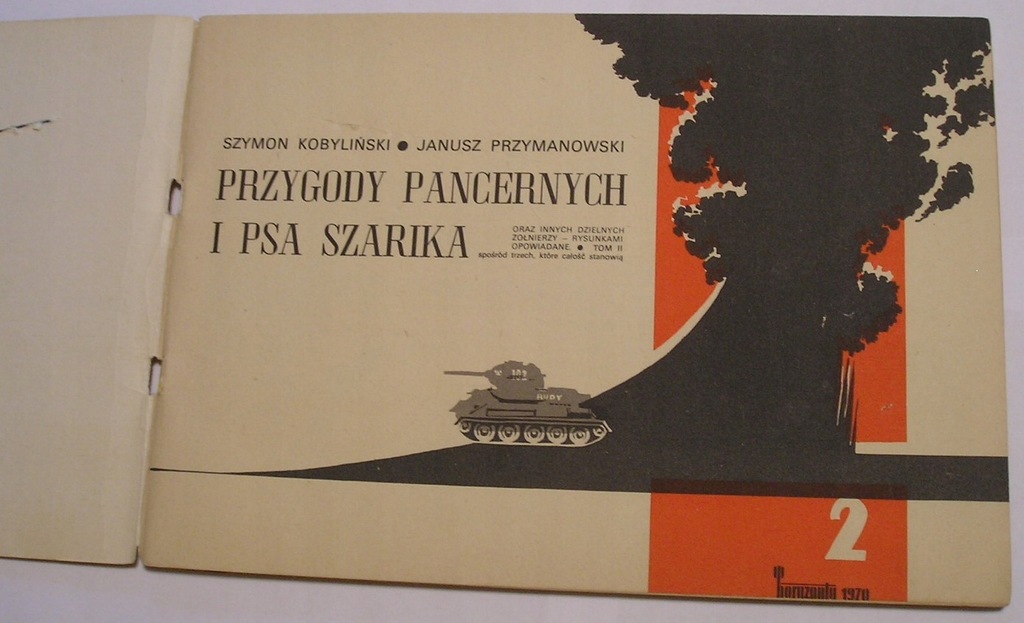 SZYMON KOBYLIŃSKI ● JANUSZ PRZYMANOWSKI
PRZYGODY PANCERNYCH
I PSA SZARIKA
ORAZ INNYCH DZIELNYCH
ŻOŁNIERZY – RYSUNKAMI
OPOWIADANE. ● TOM II
spośród trzech, które całość stanowią
102
RUDY
2
horyzonty 1970